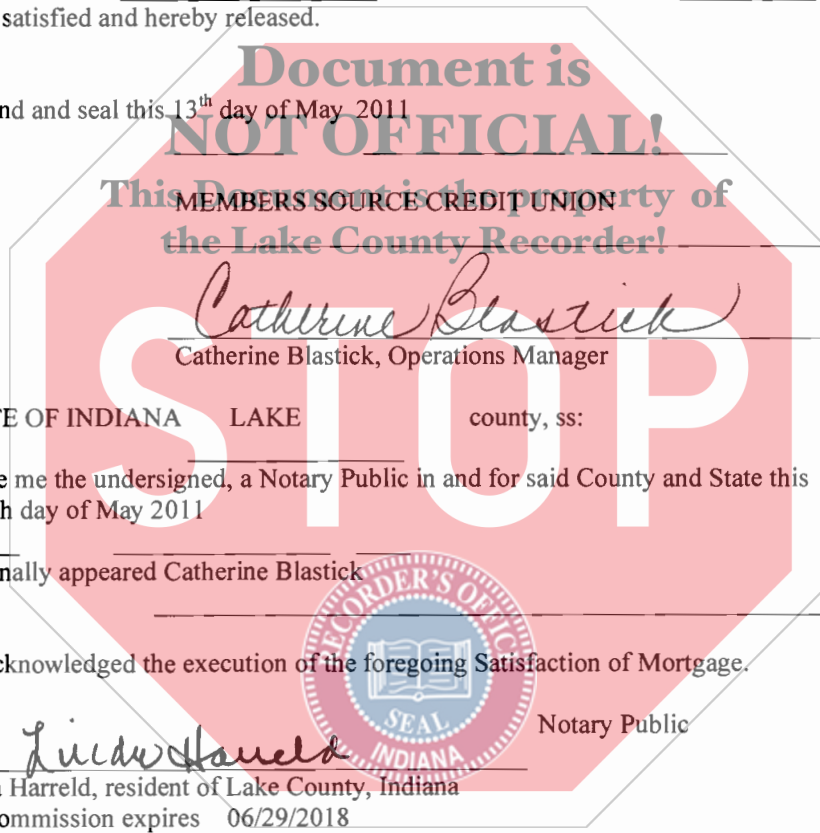 satisfied and hereby released.
Document is
nd and seal this 13th day of May 2011
NOT OFFICIAL!
This Document is the property of
MEMBERS SOURCE CREDIT UNION
the Lake County Recorder!
Catherine Blastick
Catherine Blastick, Operations Manager
STOP
TE OF INDIANA LAKE county, ss:
e me the undersigned, a Notary Public in and for said County and State this
h day of May 2011
nally appeared Catherine Blastick
RECORDER'S OFFICE
cknowledged the execution of the foregoing Satisfaction of Mortgage.
SEAL
Notary Public
INDIANA
Linda Harreld
Harreld, resident of Lake County, Indiana
ommission expires 06/29/2018